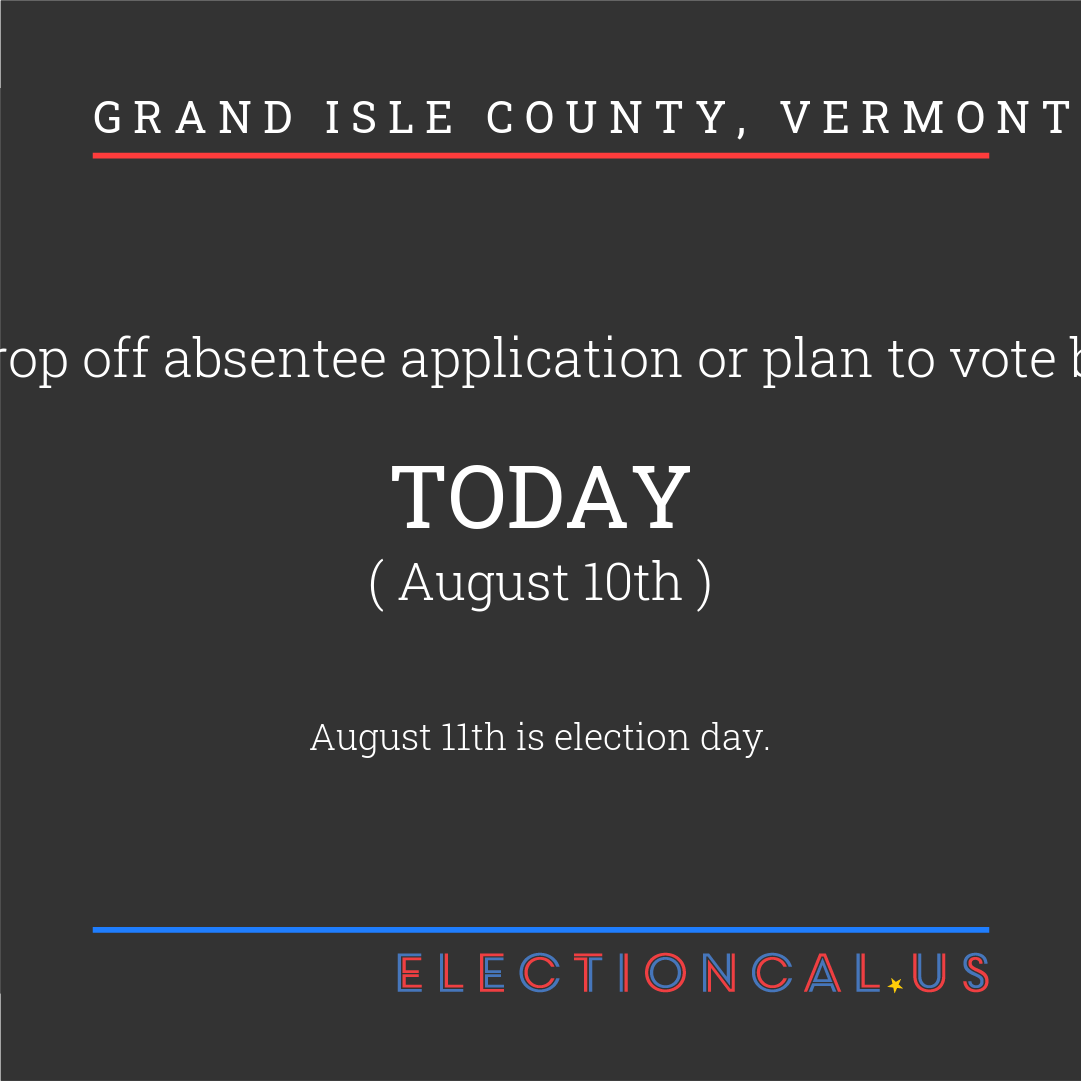 GRAND ISLE COUNTY, VERMONT
rop off absentee application or plan to vote b
TODAY
( August 10th )
August 11th is election day.
ELECTIONCAL.US